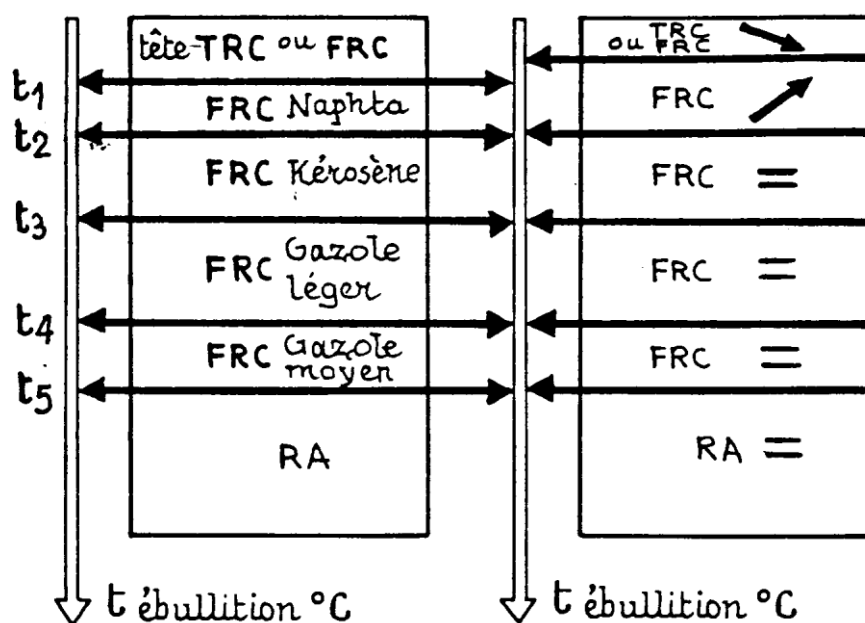 tête-TRC ou FRC
t1
FRC Naphta
t2
FRC Kérosène
t3
FRC Gazole
léger
t4
FRC Gazole
moyen
t5
RA
t ébullition °C
TRC
ou FRC
FRC
FRC =
FRC =
FRC =
RA =
t ébullition °C